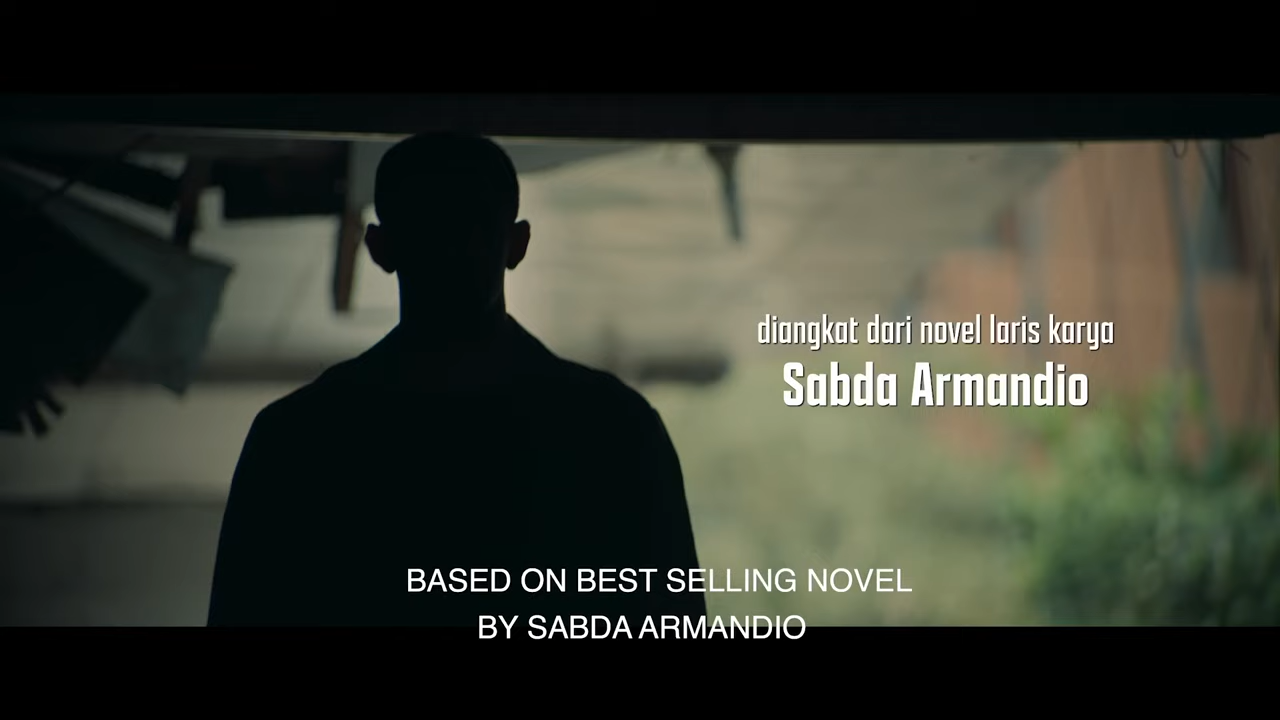 diangkat dari novel laris karya
Sabda Armandio
BASED ON BEST SELLING NOVEL
BY SABDA ARMANDIO